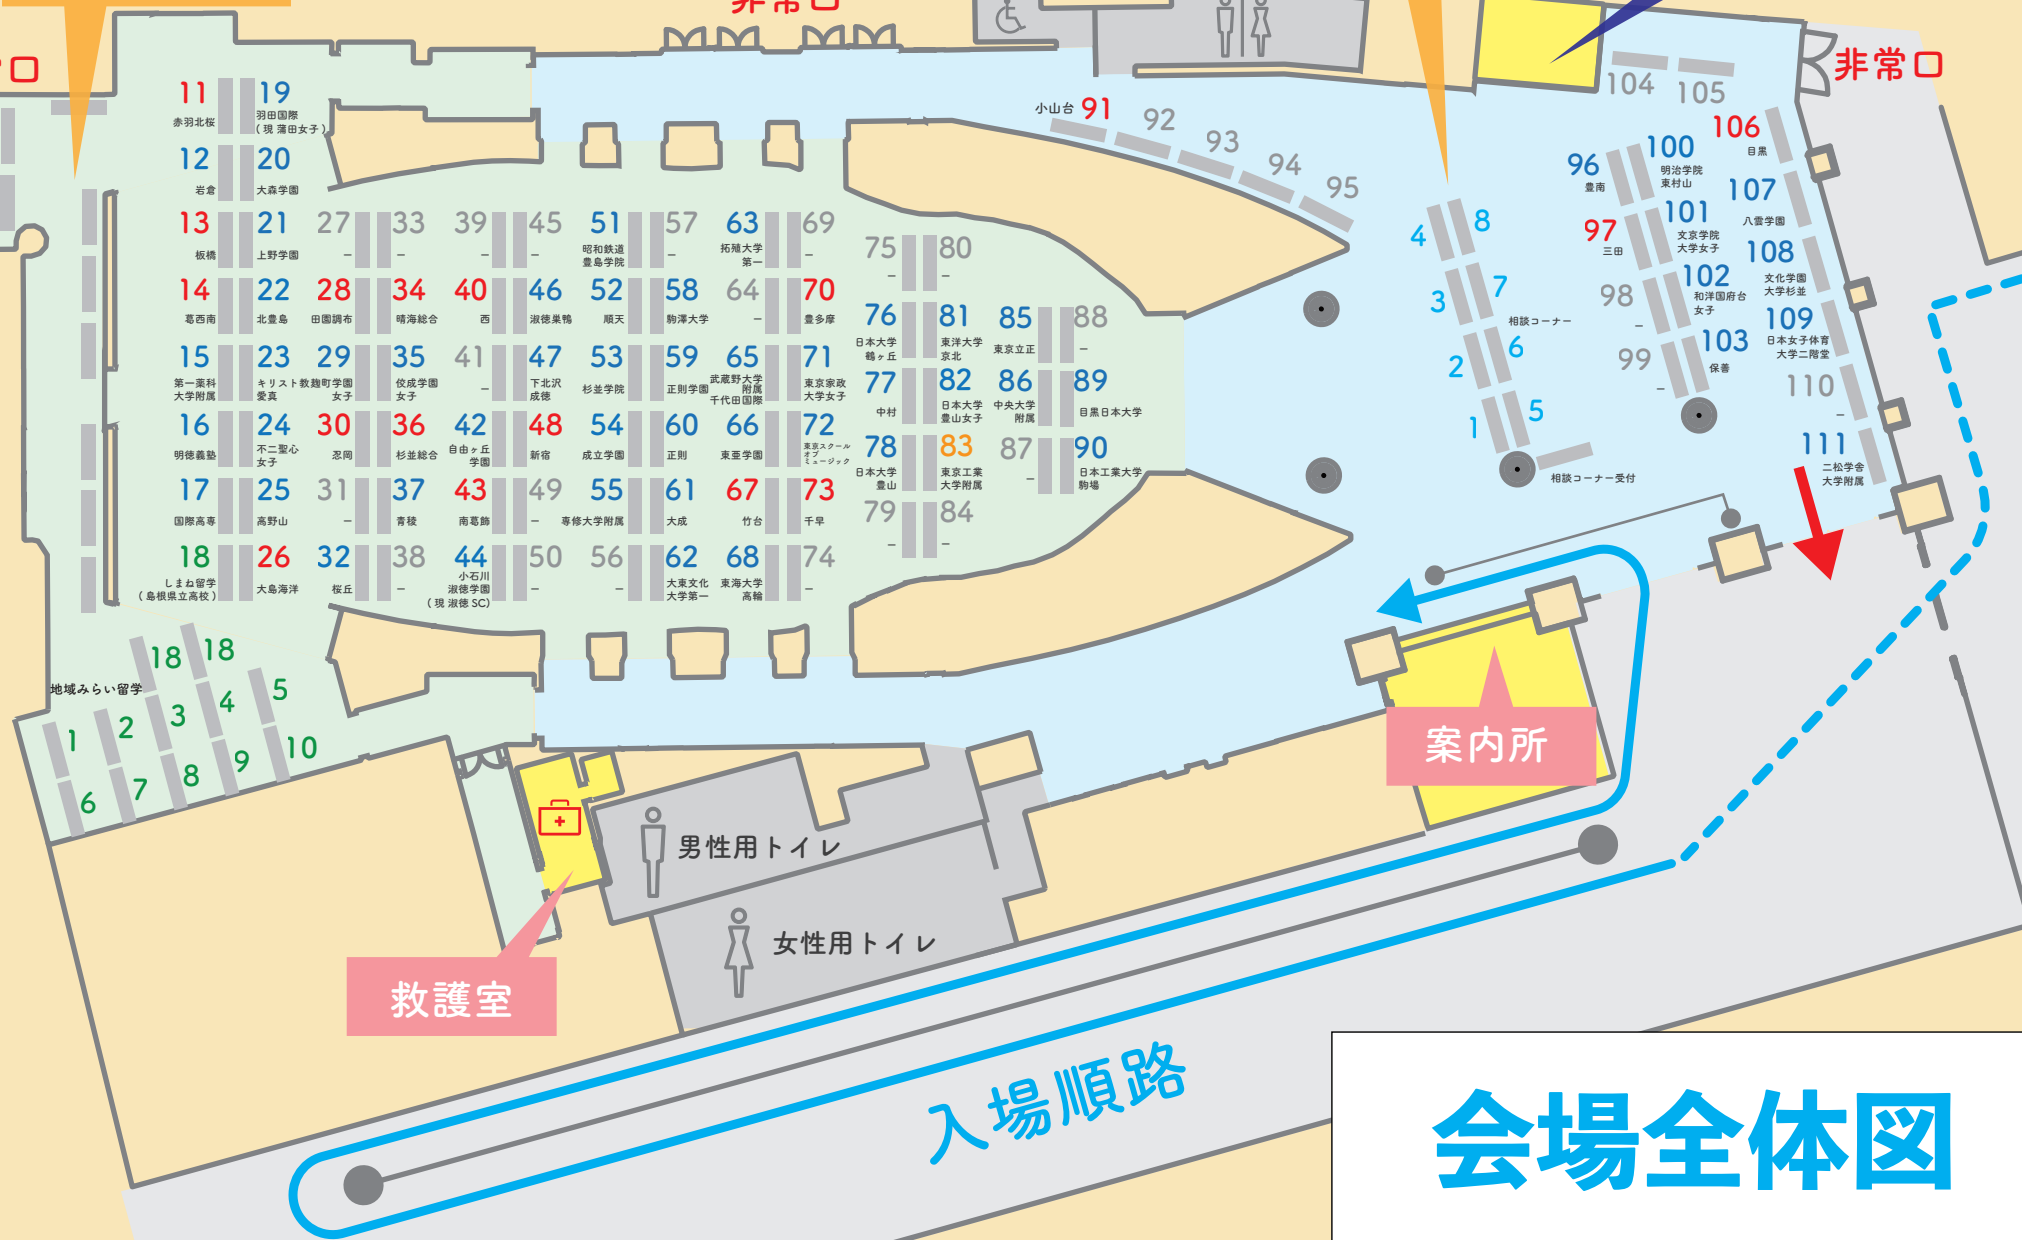 非常口
口
非常口
11
赤羽北桜
19
羽田国際
(現 蒲田女子)
12
岩倉
20
大森学園
13
板橋
21
上野学園
27
–
33
–
39
–
45
–
51
昭和鉄道
豊島学院
57
–
63
拓殖大学
第一
69
–
14
葛西南
22
北豊島
28
田園調布
34
晴海総合
40
西
46
淑徳巣鴨
52
順天
58
駒澤大学
64
–
70
豊多摩
15
第一薬科
大学附属
23
キリスト教
愛真
29
麹町学園
女子
35
佼成学園
女子
41
–
47
下北沢
成徳
53
杉並学院
59
正則学園
65
武蔵野大学
附属
千代田国際
71
東京家政
大学女子
16
明徳義塾
24
不二聖心
女子
30
忍岡
36
杉並総合
42
自由ヶ丘
学園
48
新宿
54
成立学園
60
正則
66
東亜学園
72
東京スクール
オブ
ミュージック
17
国際高専
25
高野山
31
–
37
青稜
43
南葛飾
49
–
55
専修大学附属
61
大成
67
竹台
73
千早
18
しまね留学
(島根県立高校)
26
大島海洋
32
桜丘
38
–
44
小石川
淑徳学園
(現 淑徳SC)
50
–
56
–
62
大東文化
大学第一
68
東海大学
高輪
74
–
75
–
80
–
76
日本大学
鶴ヶ丘
81
東洋大学
京北
85
東京立正
88
–
77
中村
82
日本大学
豊山女子
86
中央大学
附属
89
目黒日本大学
78
日本大学
豊山
83
東京工業
大学附属
87
–
90
日本工業大学
駒場
79
–
84
–
小山台 91
92
93
94
95
104
105
106
目黒
96
豊南
100
明治学院
東村山
107
八雲学園
97
三田
101
文京学院
大学女子
108
文化学園
大学杉並
98
–
102
和洋国府台
女子
109
日本女子体育
大学二階堂
99
–
103
保善
110
–
111
二松学舎
大学附属
4
8
3
7
相談コーナー
2
6
1
5
相談コーナー受付
地域みらい留学
18
18
1
2
3
4
5
6
7
8
9
10
案内所
男性用トイレ
女性用トイレ
救護室
入場順路
会場全体図